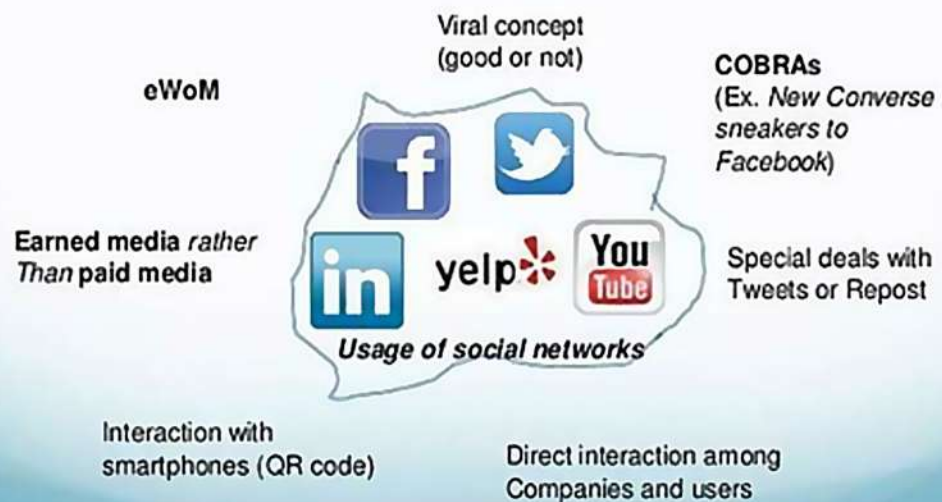 Viral concept
(good or not)
eWoM
COBRAs
(Ex. New Converse
sneakers to
Facebook)
f
Earned media rather
Than paid media
in
yelp
You
Tube
Special deals with
Tweets or Repost
Usage of social networks
Interaction with
smartphones (QR code)
Direct interaction among
Companies and users